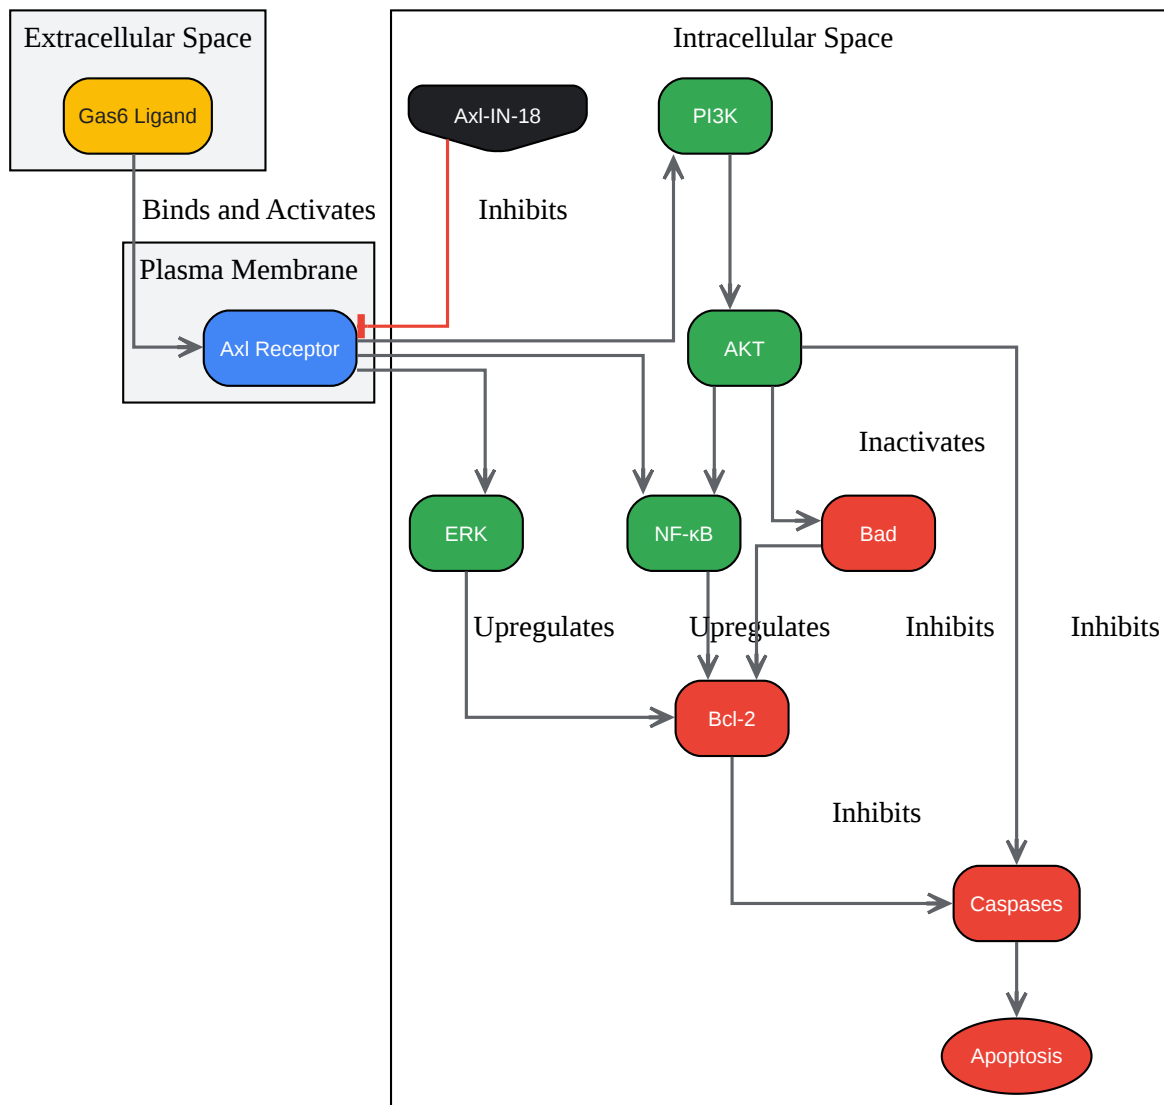 Extracellular Space
Intracellular Space
Gas6 Ligand
Axl-IN-18
PI3K
Binds and Activates
Inhibits
Plasma Membrane
Axl Receptor
AKT
Inactivates
ERK
NF-κB
Bad
Upregulates
Upregulates
Inhibits
Inhibits
Bcl-2
Inhibits
Caspases
Apoptosis